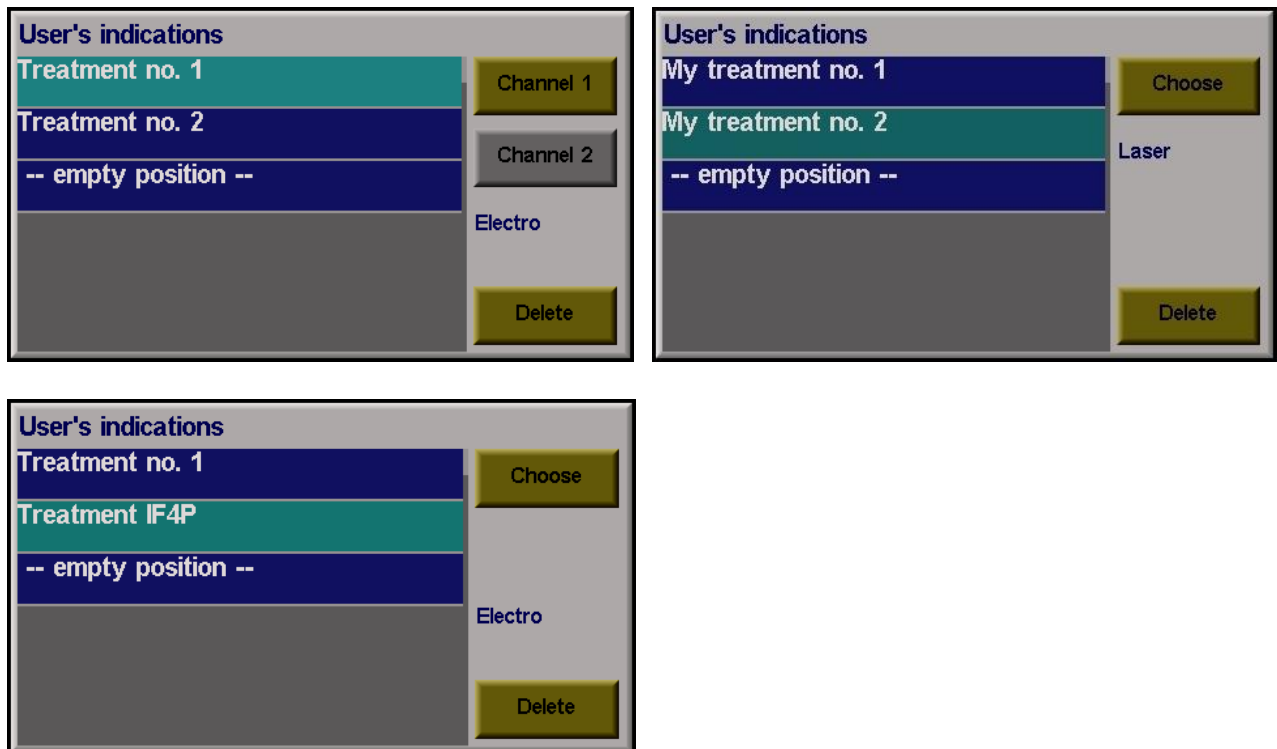 User's indications
Treatment no. 1
Channel 1
Treatment no. 2
Channel 2
-- empty position --
Electro
Delete
User's indications
My treatment no. 1
Choose
My treatment no. 2
Laser
-- empty position --
Delete
User's indications
Treatment no. 1
Choose
Treatment IF4P
-- empty position --
Electro
Delete